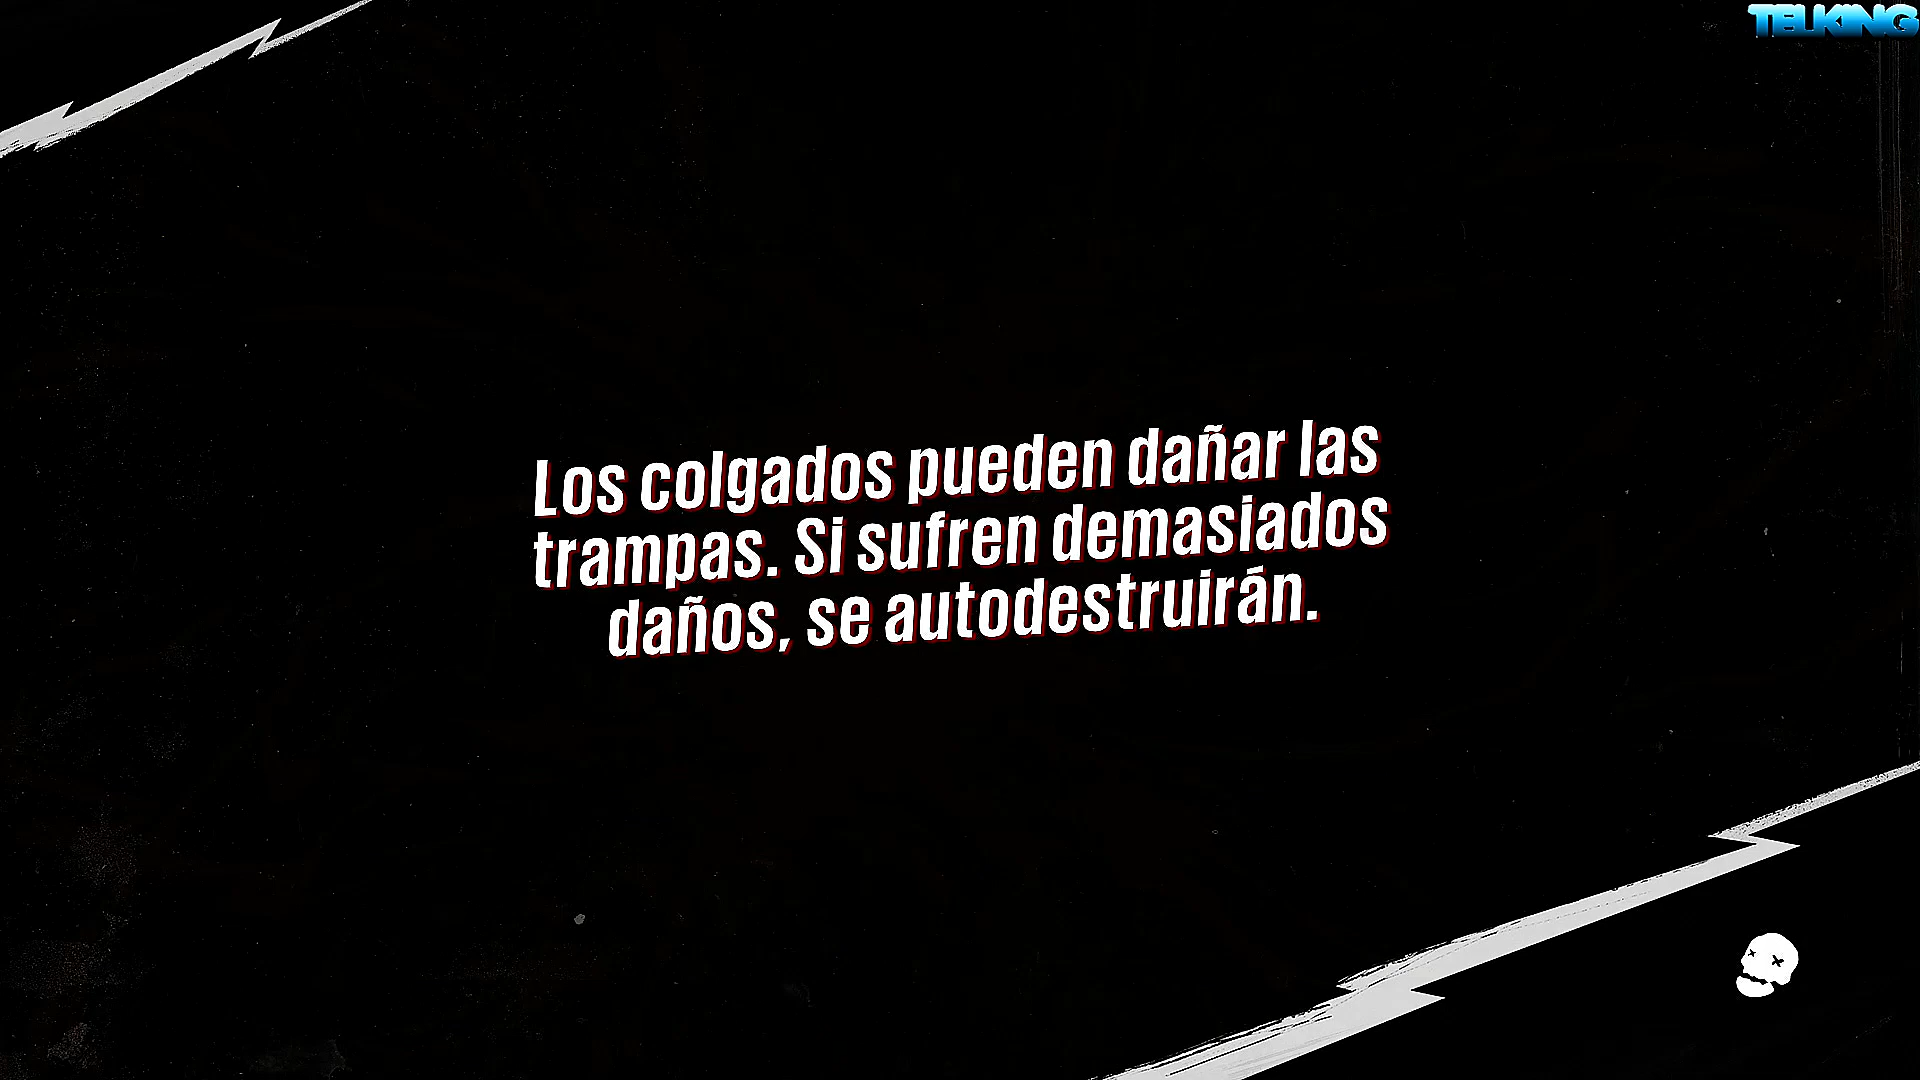 TELKING
Los colgados pueden dañar las
trampas. Si sufren demasiados
daños, se autodestruirán.